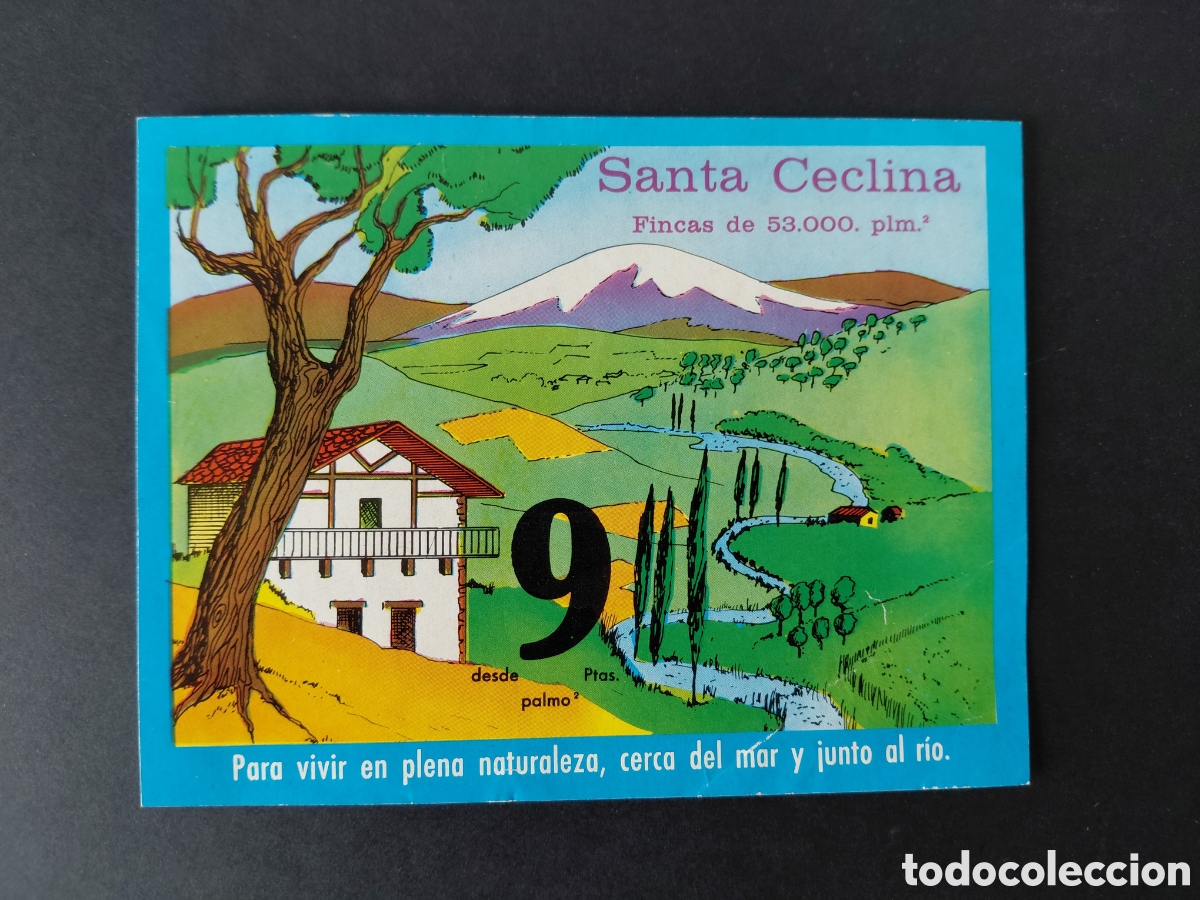 Santa Ceclina
Fincas de 53.000. plm.²
desde 9 Ptas.
palmo²
Para vivir en plena naturaleza, cerca del mar y junto al río.
todocoleccion